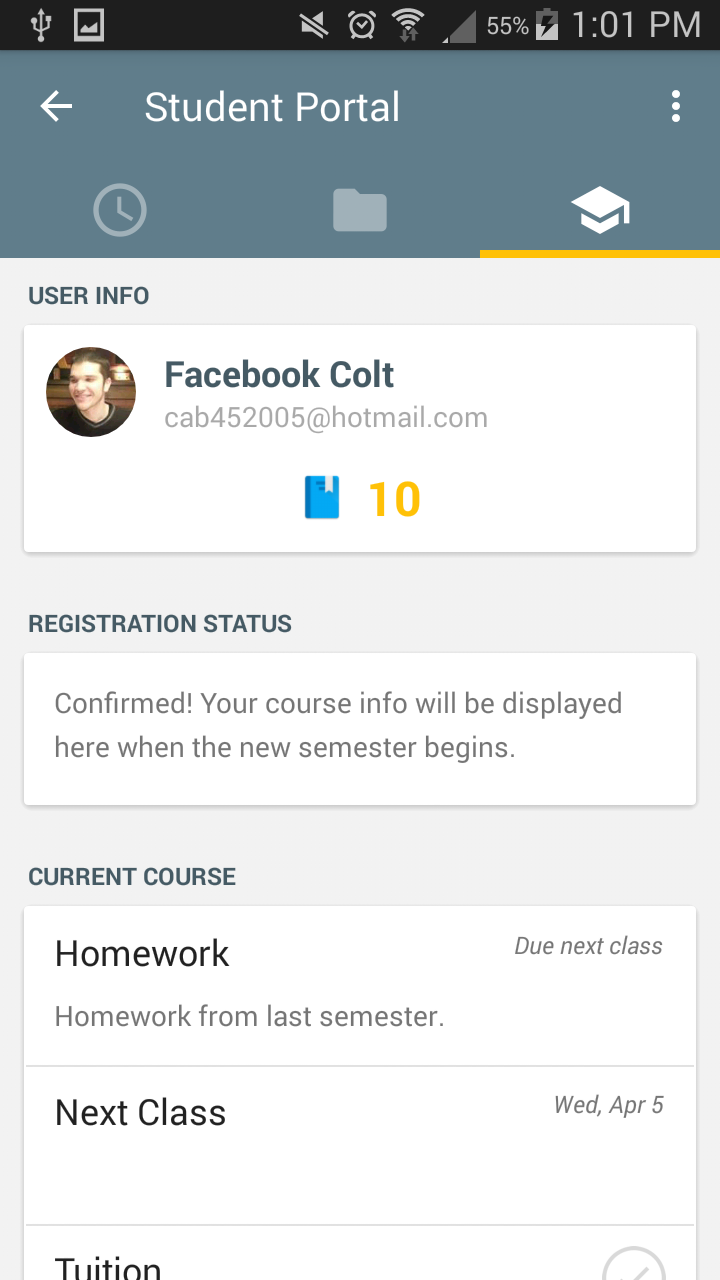 55% 1:01 PM
Student Portal
USER INFO
Facebook Colt
cab452005@hotmail.com
10
REGISTRATION STATUS
Confirmed! Your course info will be displayed
here when the new semester begins.
CURRENT COURSE
Homework
Due next class
Homework from last semester.
Next Class
Wed, Apr 5
Tuition